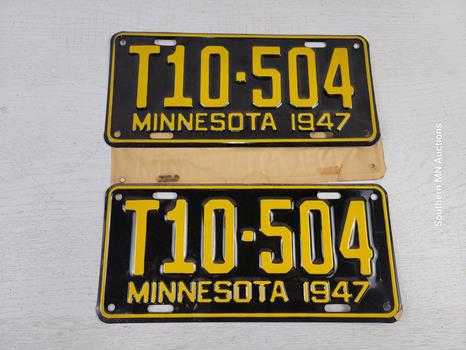 T10·504
MINNESOTA 1947
T10·504
MINNESOTA 1947
Southern MN Auctions